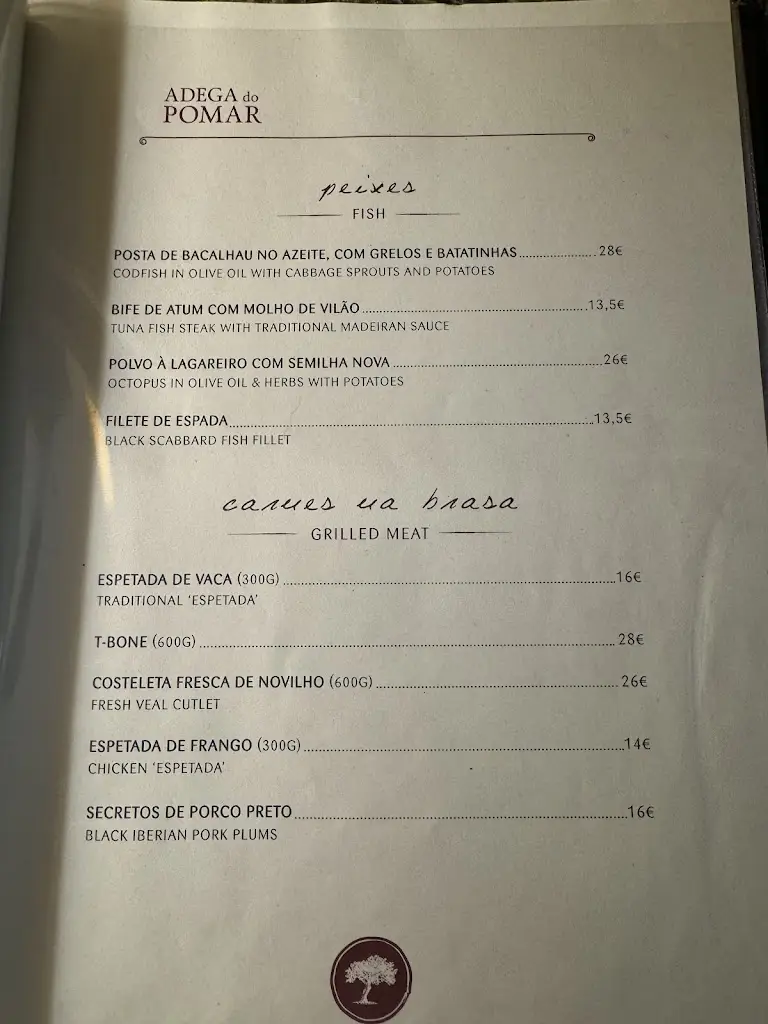 ADEGA do
POMAR
peixes
FISH
POSTA DE BACALHAU NO AZEITE, COM GRELOS E BATATINHAS 28€
CODFISH IN OLIVE OIL WITH CABBAGE SPROUTS AND POTATOES
BIFE DE ATUM COM MOLHO DE VILÃO 13,5€
TUNA FISH STEAK WITH TRADITIONAL MADEIRAN SAUCE
POLVO À LAGAREIRO COM SEMILHA NOVA 26€
OCTOPUS IN OLIVE OIL & HERBS WITH POTATOES
FILETE DE ESPADA 13,5€
BLACK SCABBARD FISH FILLET
carnes na brasa
GRILLED MEAT
ESPETADA DE VACA (300G) 16€
TRADITIONAL 'ESPETADA'
T-BONE (600G) 28€
COSTELETA FRESCA DE NOVILHO (600G) 26€
FRESH VEAL CUTLET
ESPETADA DE FRANGO (300G) 14€
CHICKEN 'ESPETADA'
SECRETOS DE PORCO PRETO 16€
BLACK IBERIAN PORK PLUMS